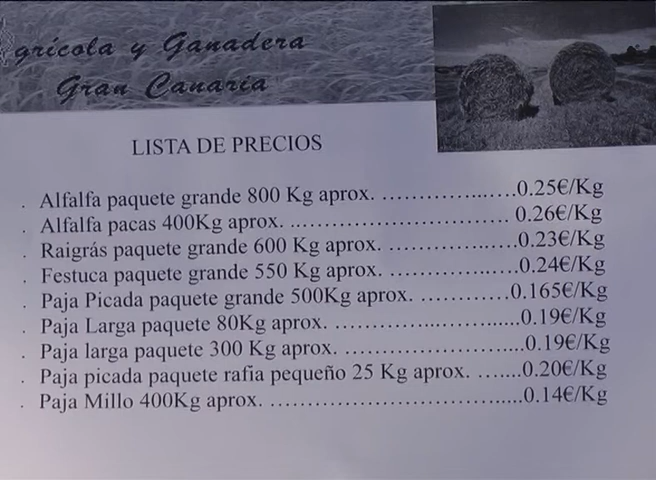 grícola y Ganadera
Gran Canaria
LISTA DE PRECIOS
. Alfalfa paquete grande 800 Kg aprox. ....................0.25€/Kg
. Alfalfa pacas 400Kg aprox. .................................. 0.26€/Kg
. Raigrás paquete grande 600 Kg aprox. ...................0.23€/Kg
. Festuca paquete grande 550 Kg aprox. ...................0.24€/Kg
. Paja Picada paquete grande 500Kg aprox. ............0.165€/Kg
. Paja Larga paquete 80Kg aprox. ...........................0.19€/Kg
. Paja larga paquete 300 Kg aprox. ..........................0.19€/Kg
. Paja picada paquete rafia pequeño 25 Kg aprox. .......0.20€/Kg
. Paja Millo 400Kg aprox. .....................................0.14€/Kg